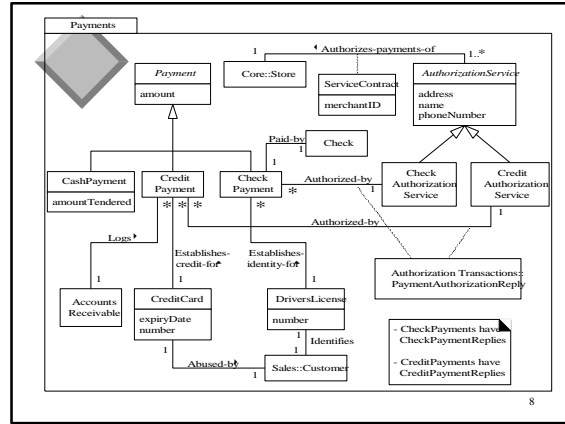 Payments
1
Authorizes-payments-of
1..*
Payment
amount
Core::Store
ServiceContract
merchantID
AuthorizationService
address
name
phoneNumber
Paid-by
1
Check
1
CashPayment
amountTendered
Credit
Payment
Check
Payment
Authorized-by
1
Check
Authorization
Service
Credit
Authorization
Service
*
*
*
*
*
Authorized-by
1
Logs
Establishes-
credit-for
Establishes-
identity-for
Authorization Transactions::
PaymentAuthorizationReply
1
1
1
Accounts
Receivable
CreditCard
expiryDate
number
DriversLicense
number
- CheckPayments have
CheckPaymentReplies
- CreditPayments have
CreditPaymentReplies
1
1
Identifies
Abused-by
1
1
Sales::Customer
8